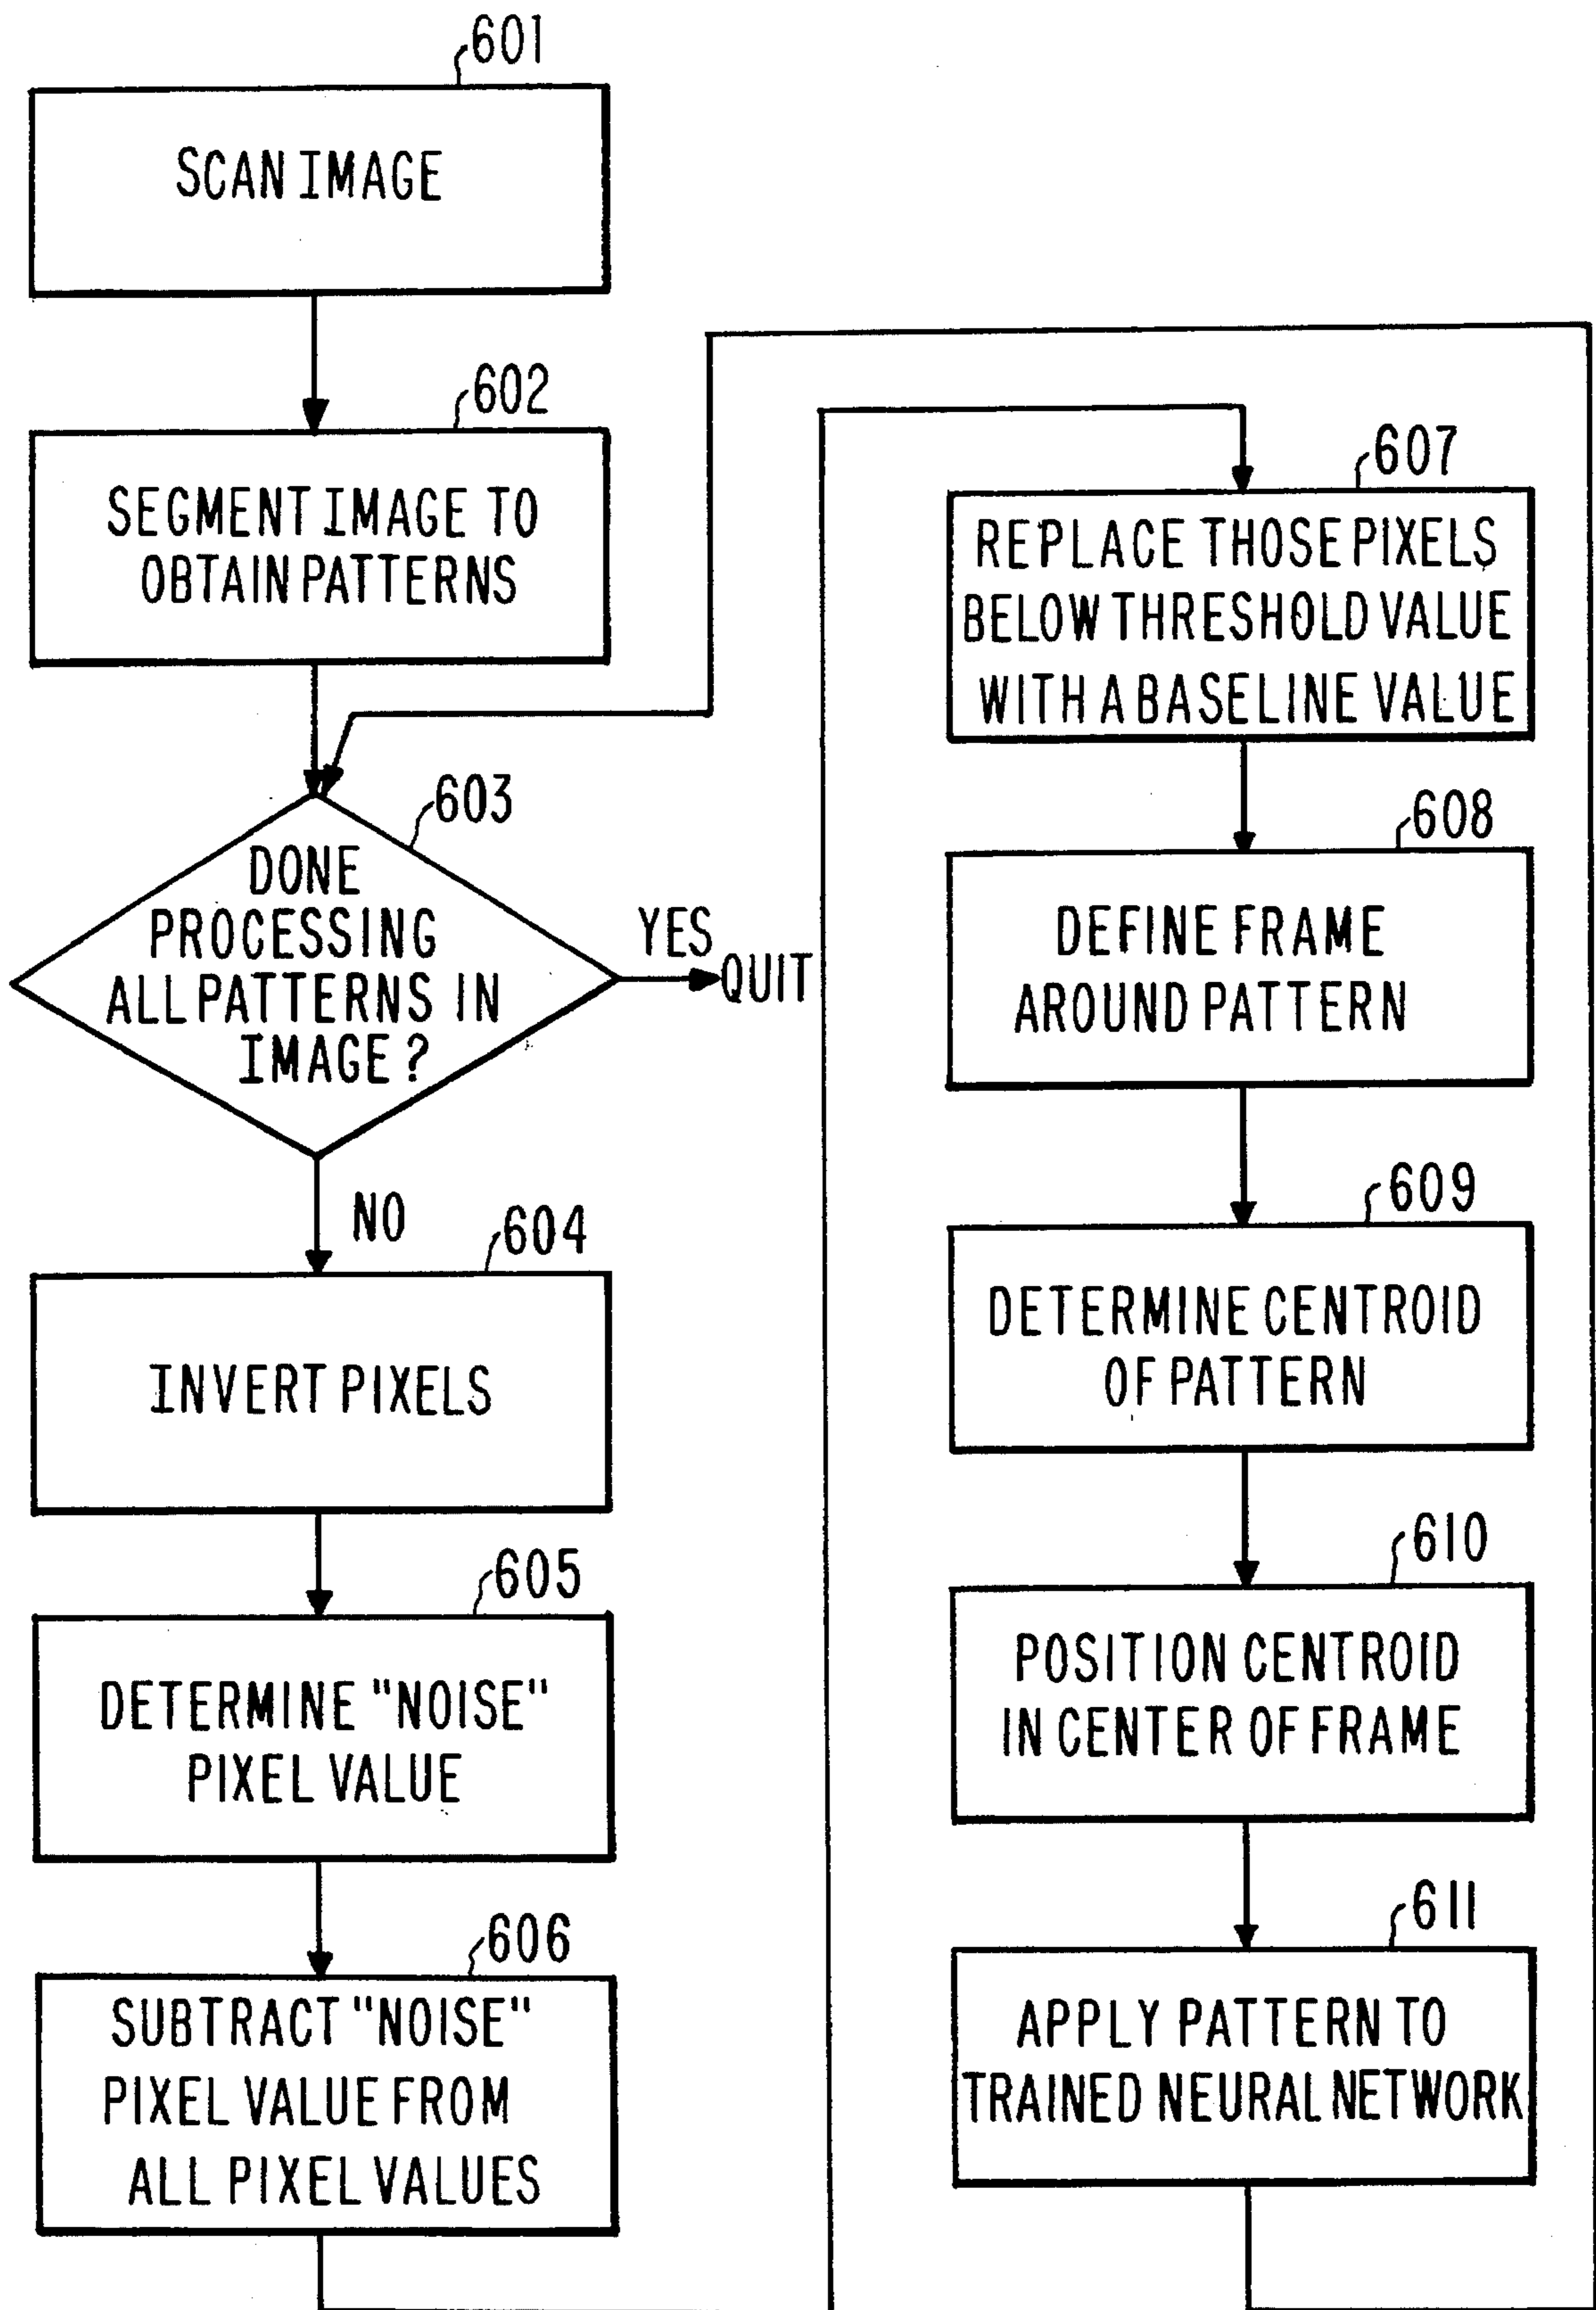 601
SCAN IMAGE
602
SEGMENT IMAGE TO
OBTAIN PATTERNS
603
DONE
PROCESSING
ALL PATTERNS IN
IMAGE?
YES
QUIT
NO
604
INVERT PIXELS
605
DETERMINE "NOISE"
PIXEL VALUE
606
SUBTRACT "NOISE"
PIXEL VALUE FROM
ALL PIXEL VALUES
607
REPLACE THOSE PIXELS
BELOW THRESHOLD VALUE
WITH A BASELINE VALUE
608
DEFINE FRAME
AROUND PATTERN
609
DETERMINE CENTROID
OF PATTERN
610
POSITION CENTROID
IN CENTER OF FRAME
611
APPLY PATTERN TO
TRAINED NEURAL NETWORK